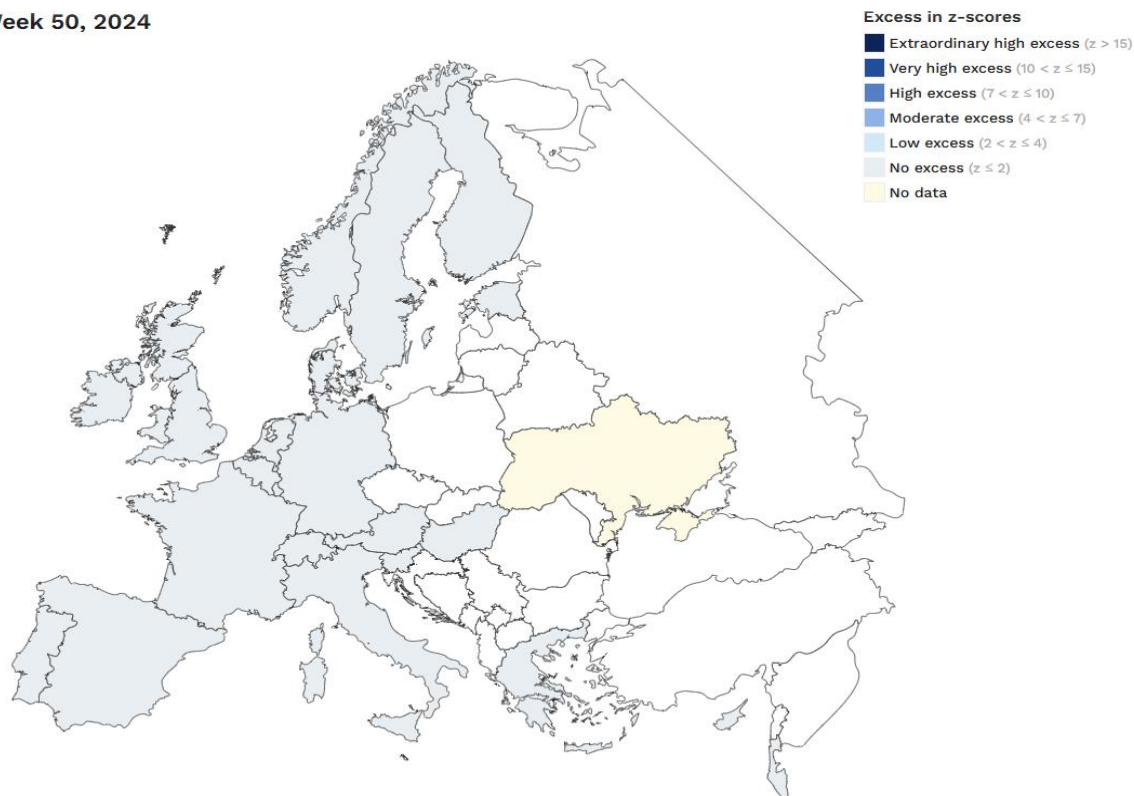 eek 50, 2024
Excess in z-scores
Extraordinary high excess (z > 15)
Very high excess (10 < z ≤ 15)
High excess (7 < z ≤ 10)
Moderate excess (4 < z ≤ 7)
Low excess (2 < z ≤ 4)
No excess (z ≤ 2)
No data